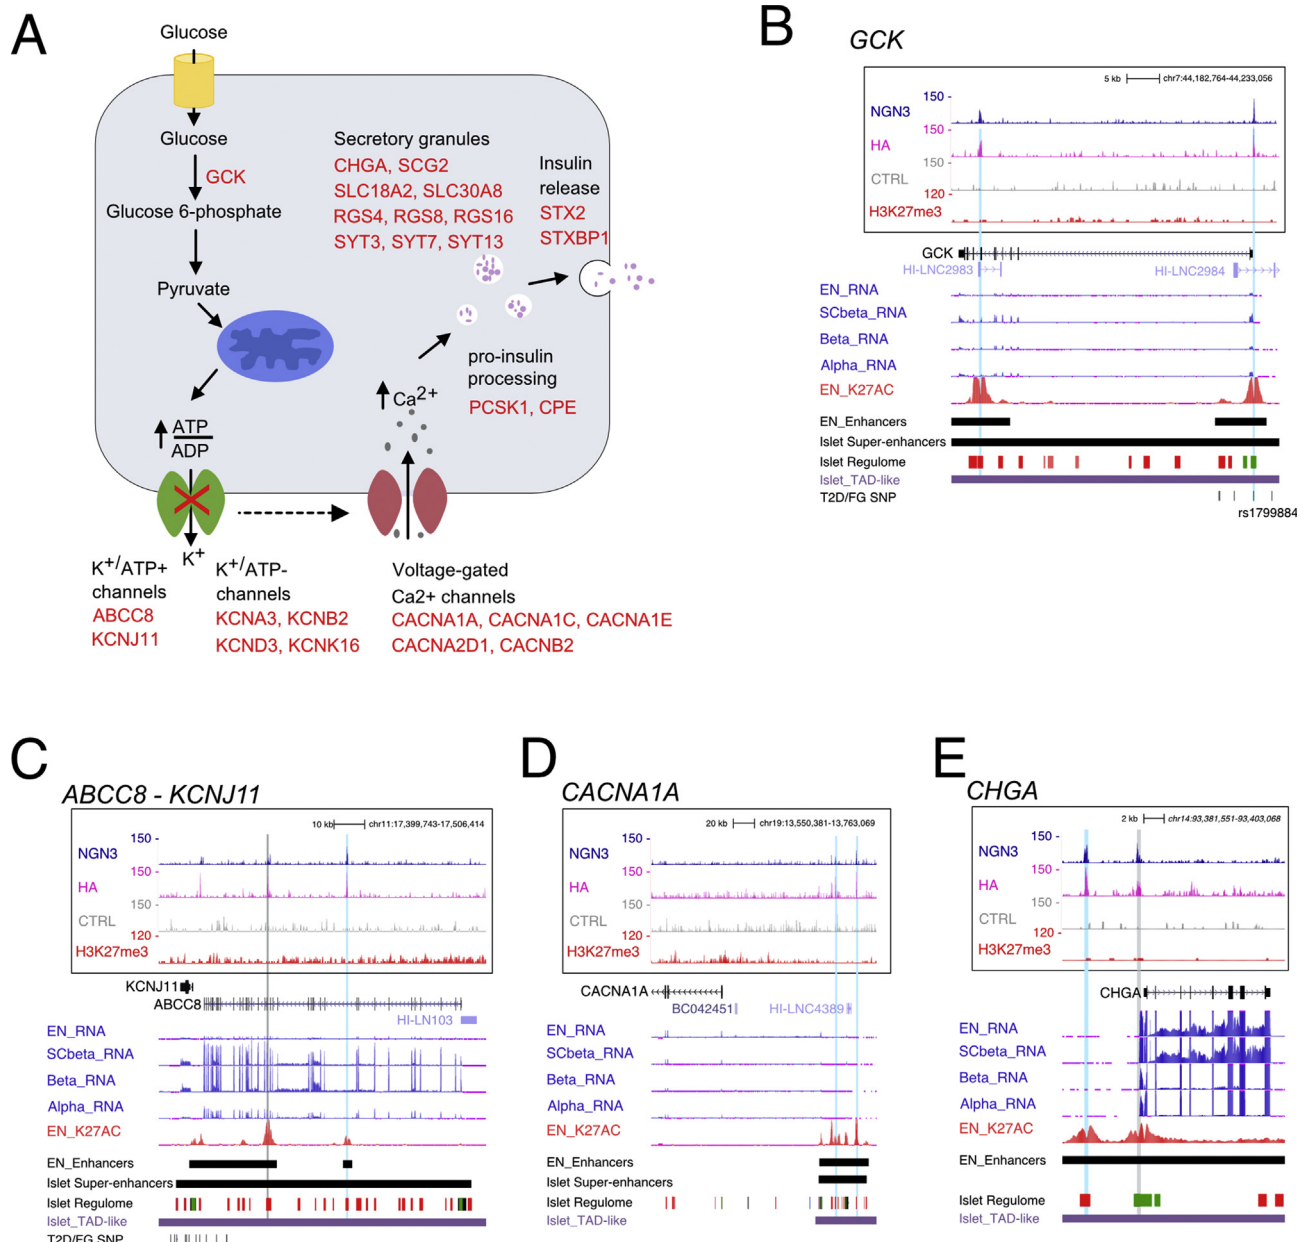 A
Glucose
Glucose
GCK
Glucose 6-phosphate
Pyruvate
ATP
ADP
K+
Secretory granules
CHGA, SCG2
SLC18A2, SLC30A8
RGS4, RGS8, RGS16
SYT3, SYT7, SYT13
Insulin
release
STX2
STXBP1
pro-insulin
processing
PCSK1, CPE
Ca2+
K+/ATP+
channels
ABCC8
KCNJ11
K+/ATP-
channels
KCNA3, KCNB2
KCND3, KCNK16
Voltage-gated
Ca2+ channels
CACNA1A, CACNA1C, CACNA1E
CACNA2D1, CACNB2
B
GCK
5 kb chr7:44,182,764-44,233,056
150 -
NGN3
150 -
HA
150 -
CTRL
120 -
H3K27me3
GCK
HI-LNC2983
HI-LNC2984
EN_RNA
SCbeta_RNA
Beta_RNA
Alpha_RNA
EN_K27AC
EN_Enhancers
Islet Super-enhancers
Islet Regulome
Islet_TAD-like
T2D/FG SNP
rs1799884
C
ABCC8 - KCNJ11
10 kb chr11:17,399,743-17,506,414
150 -
NGN3
150 -
HA
150 -
CTRL
120 -
H3K27me3
KCNJ11
ABCC8
HI-LN103
EN_RNA
SCbeta_RNA
Beta_RNA
Alpha_RNA
EN_K27AC
EN_Enhancers
Islet Super-enhancers
Islet Regulome
Islet_TAD-like
T2D/FG SNP
D
CACNA1A
20 kb chr19:13,550,381-13,763,069
150 -
NGN3
150 -
HA
150 -
CTRL
120 -
H3K27me3
CACNA1A
BC042451
HI-LNC4389
EN_RNA
SCbeta_RNA
Beta_RNA
Alpha_RNA
EN_K27AC
EN_Enhancers
Islet Super-enhancers
Islet Regulome
Islet_TAD-like
E
CHGA
2 kb chr14:93,381,551-93,403,068
150 -
NGN3
150 -
HA
150 -
CTRL
120 -
H3K27me3
CHGA
EN_RNA
SCbeta_RNA
Beta_RNA
Alpha_RNA
EN_K27AC
EN_Enhancers
Islet Regulome
Islet_TAD-like